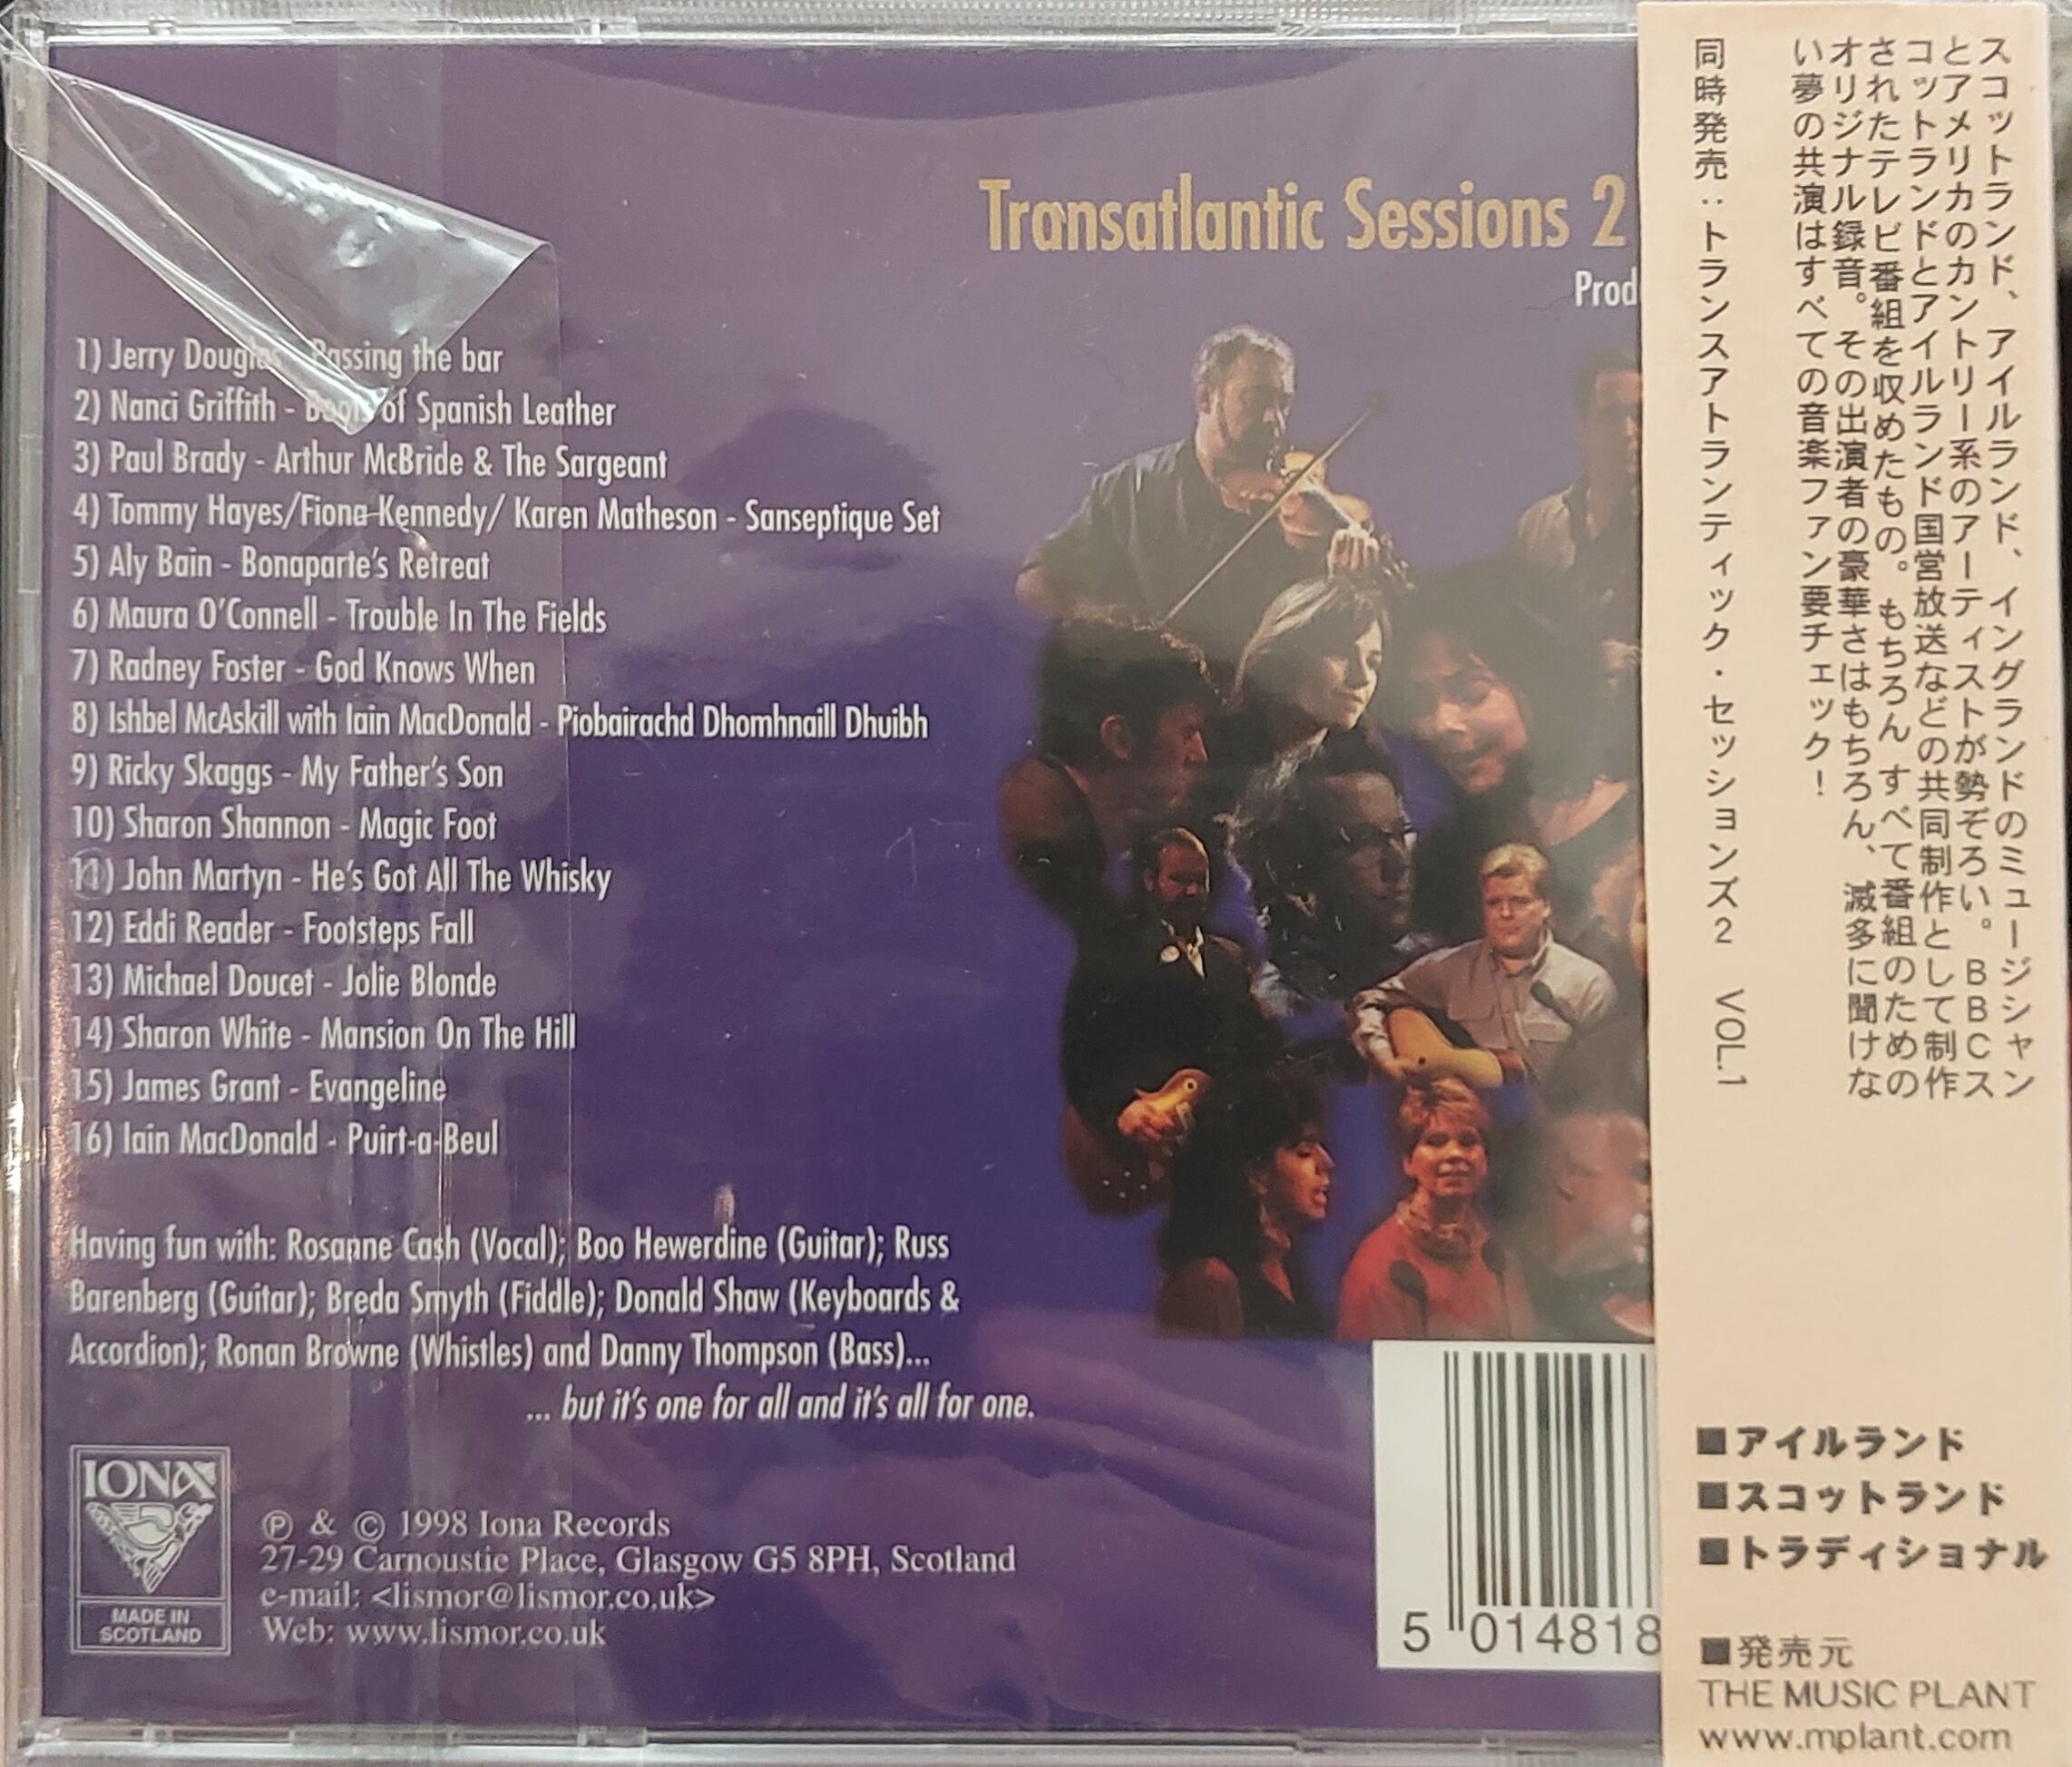 Transatlantic Sessions 2
Prod
1) Jerry Douglas - Passing the bar
2) Nanci Griffith - Boots of Spanish Leather
3) Paul Brady - Arthur McBride & The Sargeant
4) Tommy Hayes/Fiona Kennedy/ Karen Matheson - Sanseptique Set
5) Aly Bain - Bonaparte's Retreat
6) Maura O'Connell - Trouble In The Fields
7) Radney Foster - God Knows When
8) Ishbel McAskill with Iain MacDonald - Piobairachd Dhomhnaill Dhuibh
9) Ricky Skaggs - My Father's Son
10) Sharon Shannon - Magic Foot
11) John Martyn - He's Got All The Whisky
12) Eddi Reader - Footsteps Fall
13) Michael Doucet - Jolie Blonde
14) Sharon White - Mansion On The Hill
15) James Grant - Evangeline
16) Iain MacDonald - Puirt-a-Beul
Having fun with: Rosanne Cash (Vocal); Boo Hewerdine (Guitar); Russ
Barenberg (Guitar); Breda Smyth (Fiddle); Donald Shaw (Keyboards &
Accordion); Ronan Browne (Whistles) and Danny Thompson (Bass)...
... but it's one for all and it's all for one.
IONA
MADE IN
SCOTLAND
℗ & © 1998 Iona Records
27-29 Carnoustie Place, Glasgow G5 8PH, Scotland
e-mail: <lismor@lismor.co.uk>
Web: www.lismor.co.uk
5 014818
スコットランド、アイルランド、イングランドのミュージシャン
とアメリカのカントリー系のアーティストが勢ぞろい。BBCス
コットランドとアイルランド国営放送などの共同制作として制作
されたテレビ番組を収めたもの。もちろんすべて番組のための
オリジナル録音。その出演者の豪華さはもちろん、滅多に聞けな
い夢の共演はすべての音楽ファン要チェック！
同時発売：トランスアトランティック・セッションズ2 VOL.1
■アイルランド
■スコットランド
■トラディショナル
■発売元
THE MUSIC PLANT
www.mplant.com